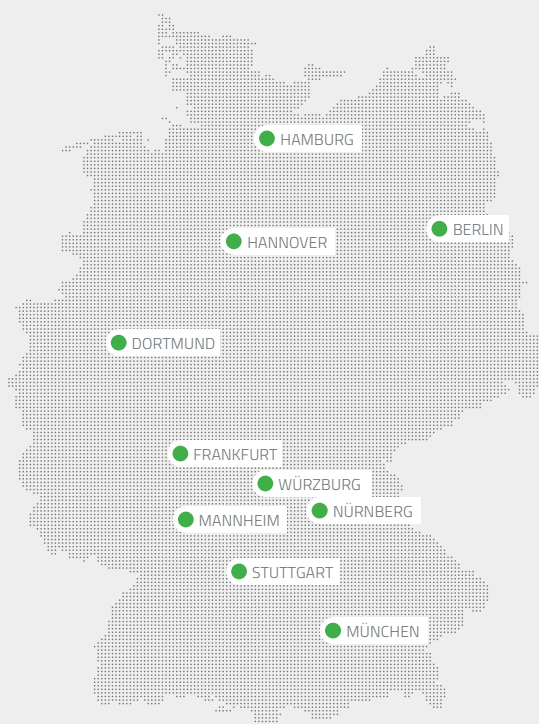 HAMBURG
BERLIN
HANNOVER
DORTMUND
FRANKFURT
WÜRZBURG
NÜRNBERG
MANNHEIM
STUTTGART
MÜNCHEN